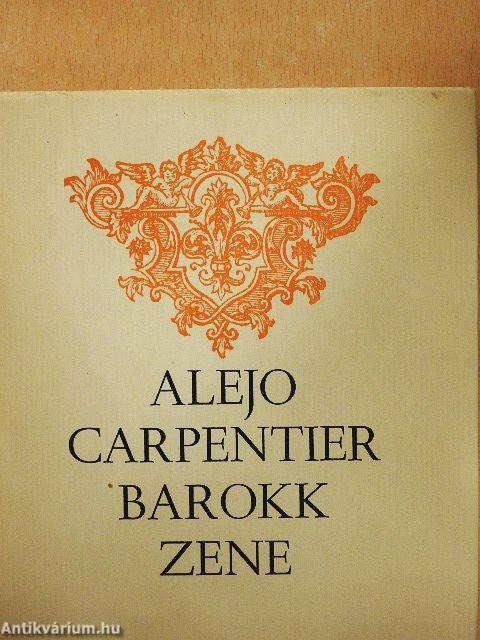 ALEJO
CARPENTIER
BAROKK
ZENE
Antikvárium.hu